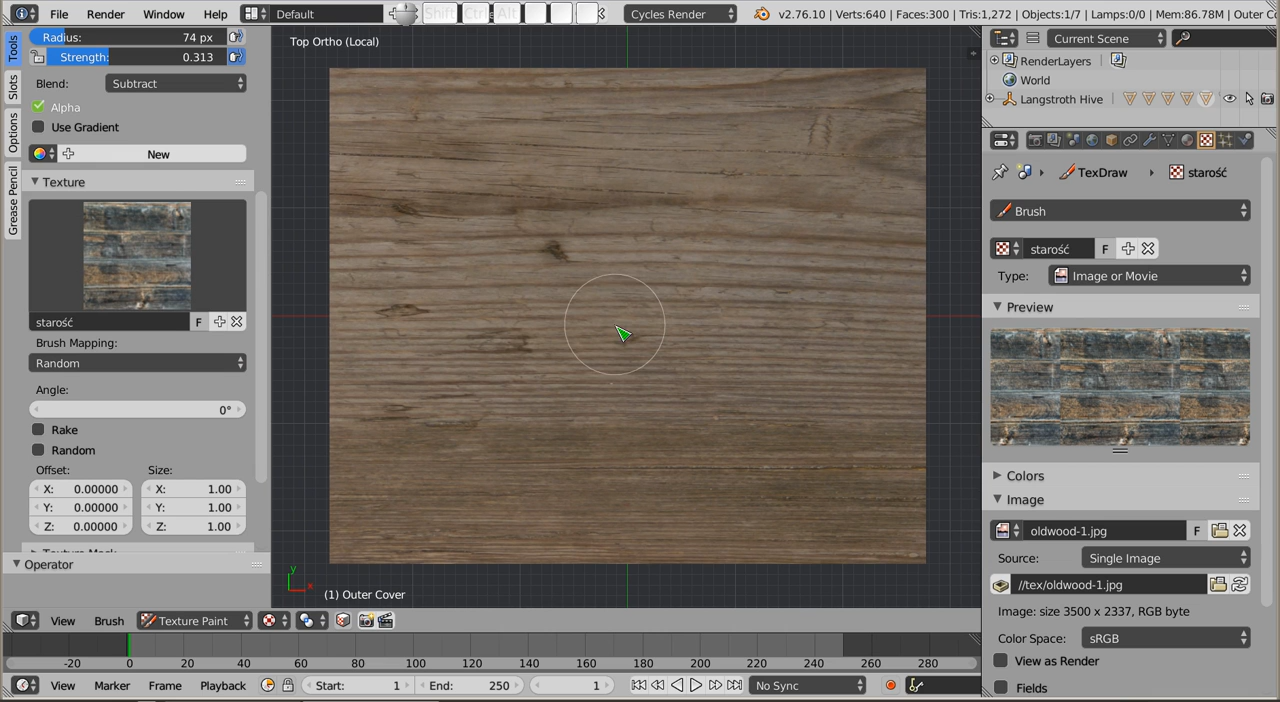 File Render Window Help Default Shift Ctrl Alt Cycles Render v2.76.10 | Verts:640 | Faces:300 | Tris:1,272 | Objects:1/7 | Lamps:0/0 | Mem:86.78M | Outer Co
Tools
Slots
Options
Grease Pencil
Radius: 74 px
Strength: 0.313
Blend: Subtract
Alpha
Use Gradient
New
Texture
starość F
Brush Mapping:
Random
Angle:
0°
Rake
Random
Offset: Size:
X: 0.00000 X: 1.00
Y: 0.00000 Y: 1.00
Z: 0.00000 Z: 1.00
Operator
Top Ortho (Local)
y
x
(1) Outer Cover
View Brush Texture Paint
-20 0 20 40 60 80 100 120 140 160 180 200 220 240 260 280
View Marker Frame Playback Start: 1 End: 250 1 No Sync
Current Scene
RenderLayers
World
Langstroth Hive
TexDraw starość
Brush
starość F
Type: Image or Movie
Preview
Colors
Image
oldwood-1.jpg F
Source: Single Image
//tex/oldwood-1.jpg
Image: size 3500 x 2337, RGB byte
Color Space: sRGB
View as Render
Fields